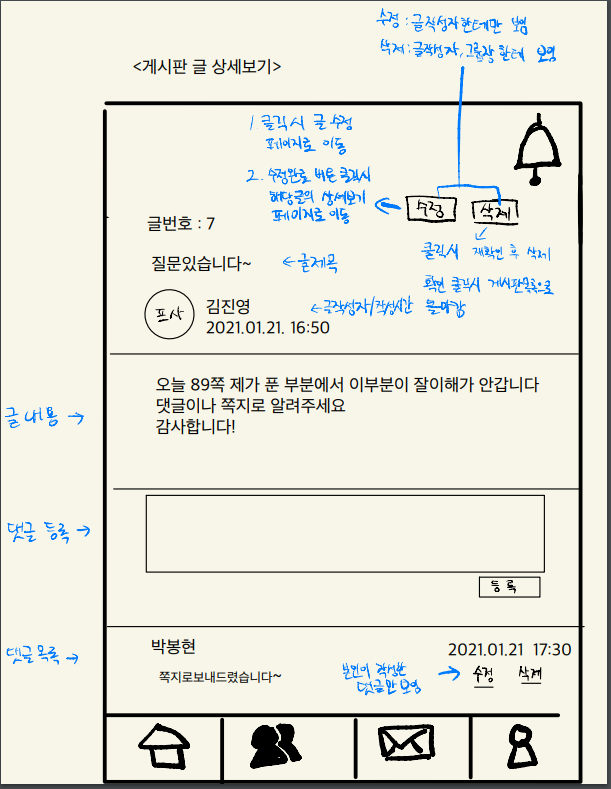 수정 : 글작성자한테만 보임
삭제 : 글작성자, 그룹장한테 보임
<게시판 글 상세보기>
1. 클릭시 글 수정
페이지로 이동
2. 수정완료 버튼 클릭시
해당글의 상세보기
페이지로 이동
수정
삭제
글번호 : 7
클릭시 재확인 후 삭제
질문있습니다~
글제목
확인 클릭시 게시판목록으로
돌아감
프사
김진영
글작성자/작성시간
2021.01.21. 16:50
오늘 89쪽 제가 푼 부분에서 이부분이 잘이해가 안갑니다
댓글이나 쪽지로 알려주세요
감사합니다!
글 내용
댓글 등록
등록
댓글 목록
박봉현
2021.01.21 17:30
쪽지로보내드렸습니다~
본인이 작성한
댓글만 보임
수정
삭제